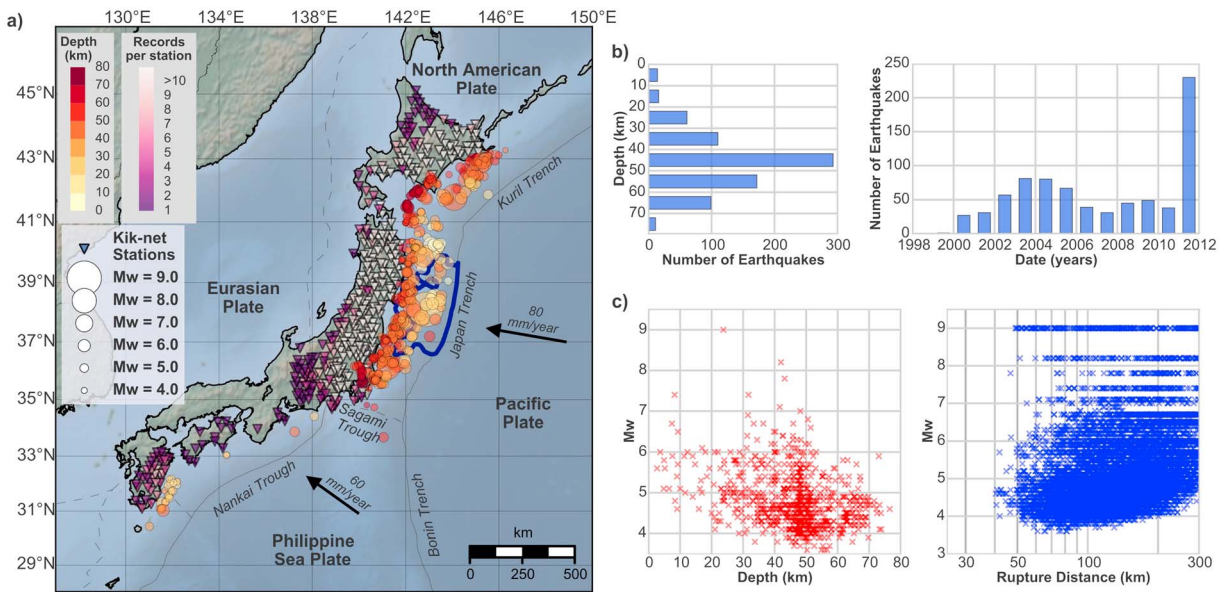 a)
130°E 134°E 138°E 142°E 146°E 150°E
45°N
43°N
41°N
39°N
37°N
35°N
33°N
31°N
29°N
Depth
(km)
80
70
60
50
40
30
20
10
0
Records
per station
>10
9
8
7
6
5
4
3
2
1
Kik-net
Stations
Mw = 9.0
Mw = 8.0
Mw = 7.0
Mw = 6.0
Mw = 5.0
Mw = 4.0
North American
Plate
Kuril Trench
Eurasian
Plate
Japan Trench
80
mm/year
Pacific
Plate
Sagami
Trough
Nankai Trough
60
mm/year
Bonin Trench
Philippine
Sea Plate
km
0 250 500
b)
Depth (km)
0
10
20
30
40
50
60
70
0 100 200 300
Number of Earthquakes
Number of Earthquakes
250
200
150
100
50
0
1998 2000 2002 2004 2006 2008 2010 2012
Date (years)
c)
Mw
9
8
7
6
5
4
0 10 20 30 40 50 60 70 80
Depth (km)
Mw
9
8
7
6
5
4
3
30 50 100 300
Rupture Distance (km)